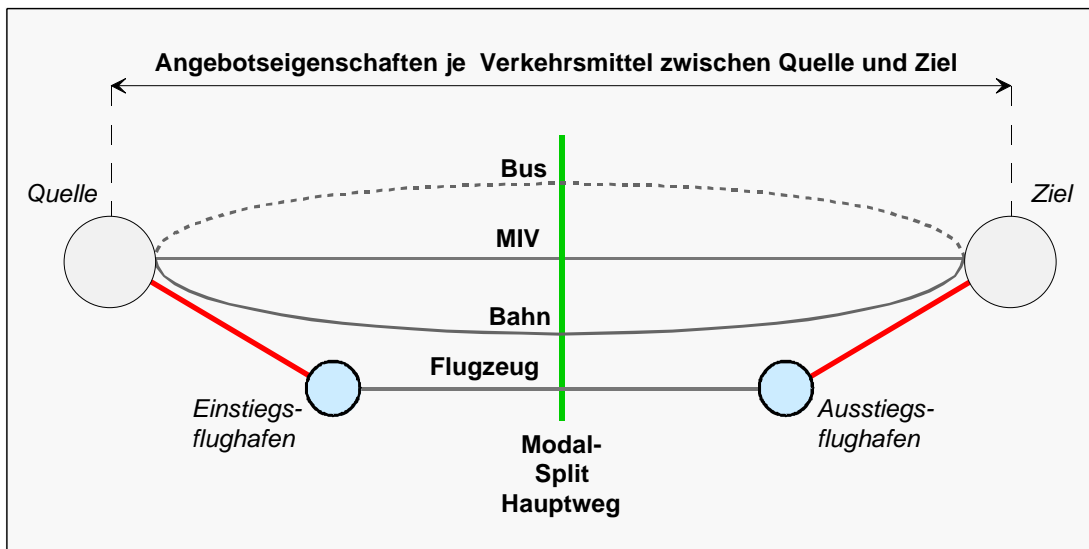 Angebotseigenschaften je Verkehrsmittel zwischen Quelle und Ziel
Bus
Quelle
Ziel
MIV
Bahn
Flugzeug
Einstiegs-
flughafen
Ausstiegs-
flughafen
Modal-
Split
Hauptweg